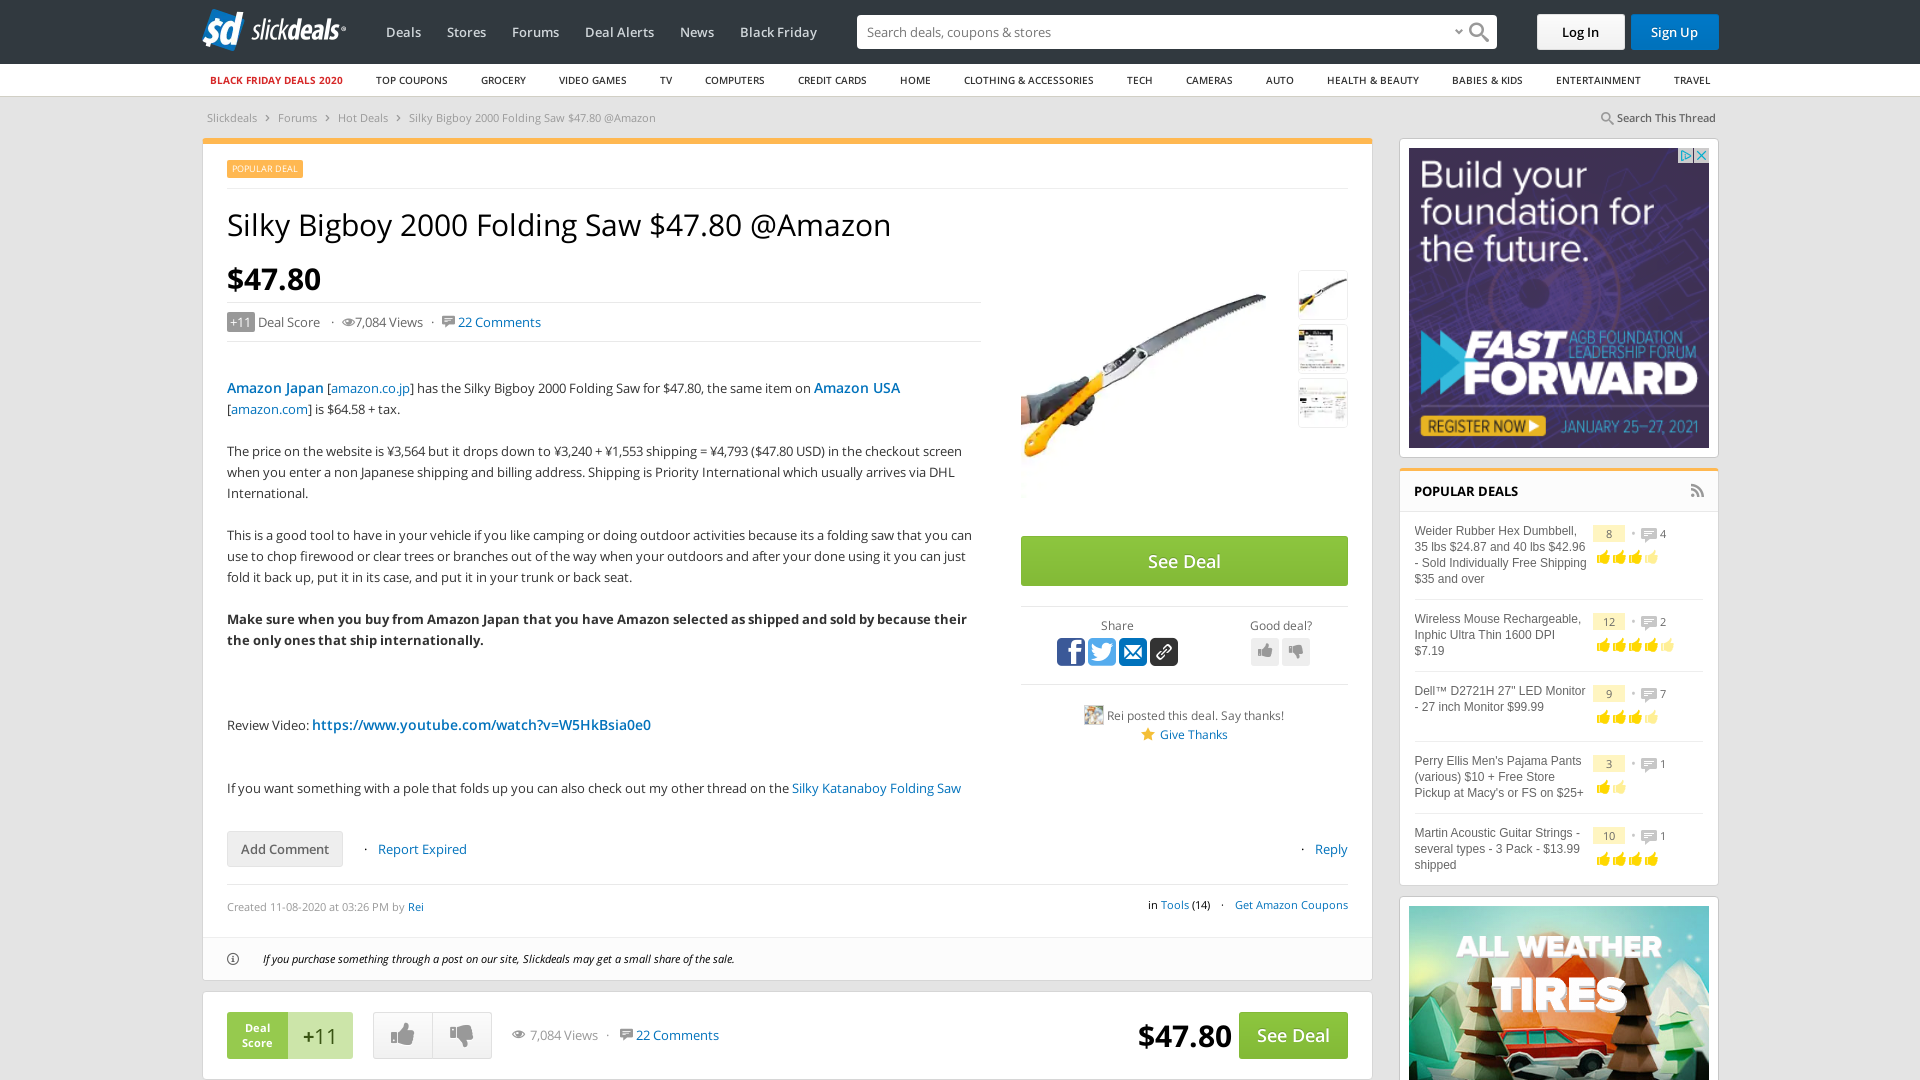 slickdeals
Deals
Stores
Forums
Deal Alerts
News
Black Friday
Search deals, coupons & stores
Log In
Sign Up
BLACK FRIDAY DEALS 2020
TOP COUPONS
GROCERY
VIDEO GAMES
TV
COMPUTERS
CREDIT CARDS
HOME
CLOTHING & ACCESSORIES
TECH
CAMERAS
AUTO
HEALTH & BEAUTY
BABIES & KIDS
ENTERTAINMENT
TRAVEL
Slickdeals › Forums › Hot Deals › Silky Bigboy 2000 Folding Saw $47.80 @Amazon
Search This Thread
POPULAR DEAL
Silky Bigboy 2000 Folding Saw $47.80 @Amazon
$47.80
+11 Deal Score · 7,084 Views · 22 Comments
Amazon Japan [amazon.co.jp] has the Silky Bigboy 2000 Folding Saw for $47.80, the same item on Amazon USA
[amazon.com] is $64.58 + tax.
The price on the website is ¥3,564 but it drops down to ¥3,240 + ¥1,553 shipping = ¥4,793 ($47.80 USD) in the checkout screen
when you enter a non Japanese shipping and billing address. Shipping is Priority International which usually arrives via DHL
International.
This is a good tool to have in your vehicle if you like camping or doing outdoor activities because its a folding saw that you can
use to chop firewood or clear trees or branches out of the way when your outdoors and after your done using it you can just
fold it back up, put it in its case, and put it in your trunk or back seat.
Make sure when you buy from Amazon Japan that you have Amazon selected as shipped and sold by because their
the only ones that ship internationally.
Review Video: https://www.youtube.com/watch?v=W5HkBsia0e0
If you want something with a pole that folds up you can also check out my other thread on the Silky Katanaboy Folding Saw
See Deal
Share
Good deal?
Rei posted this deal. Say thanks!
Give Thanks
Add Comment
· Report Expired
· Reply
Created 11-08-2020 at 03:26 PM by Rei
in Tools (14) · Get Amazon Coupons
If you purchase something through a post on our site, Slickdeals may get a small share of the sale.
Deal
Score
+11
7,084 Views · 22 Comments
$47.80
See Deal
Build your
foundation for
the future.
FAST
FORWARD
AGB FOUNDATION
LEADERSHIP FORUM
REGISTER NOW
JANUARY 25–27, 2021
POPULAR DEALS
Weider Rubber Hex Dumbbell,
35 lbs $24.87 and 40 lbs $42.96
- Sold Individually Free Shipping
$35 and over
8 • 4
Wireless Mouse Rechargeable,
Inphic Ultra Thin 1600 DPI
$7.19
12 • 2
Dell™ D2721H 27" LED Monitor
- 27 inch Monitor $99.99
9 • 7
Perry Ellis Men's Pajama Pants
(various) $10 + Free Store
Pickup at Macy's or FS on $25+
3 • 1
Martin Acoustic Guitar Strings -
several types - 3 Pack - $13.99
shipped
10 • 1
ALL WEATHER
TIRES